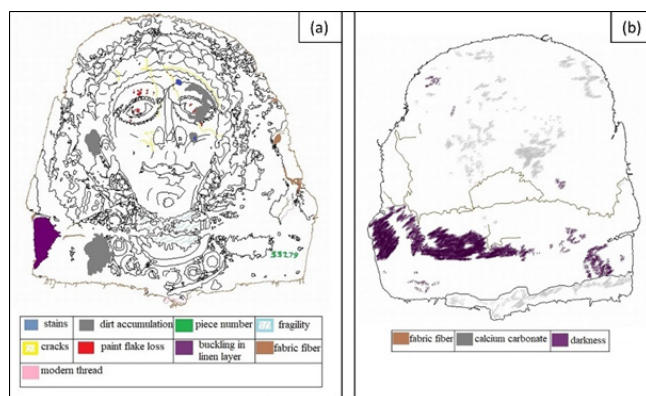 (a)
33279
stains
dirt accumulation
piece number
fragility
cracks
paint flake loss
buckling in linen layer
fabric fiber
modern thread
(b)
fabric fiber
calcium carbonate
darkness